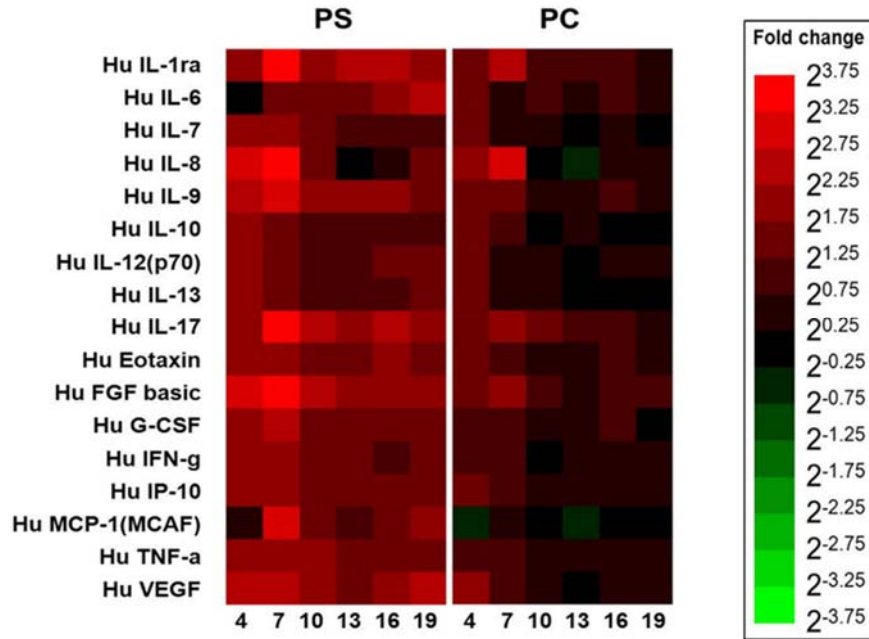 PS PC
Hu IL-1ra
Hu IL-6
Hu IL-7
Hu IL-8
Hu IL-9
Hu IL-10
Hu IL-12(p70)
Hu IL-13
Hu IL-17
Hu Eotaxin
Hu FGF basic
Hu G-CSF
Hu IFN-g
Hu IP-10
Hu MCP-1(MCAF)
Hu TNF-a
Hu VEGF
4 7 10 13 16 19 4 7 10 13 16 19
Fold change
2^3.75
2^3.25
2^2.75
2^2.25
2^1.75
2^1.25
2^1.75
2^0.75
2^0.25
2^-0.25
2^-0.75
2^-1.25
2^-1.75
2^-2.25
2^-2.75
2^-3.25
2^-3.75